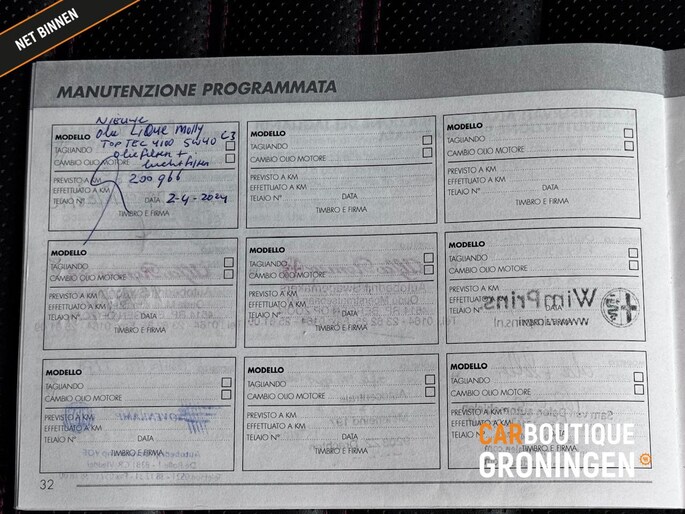 NET BINNEN
MANUTENZIONE PROGRAMMATA
NIEUWE
Olie LIQUE Molly
MODELLO
TAGLIANDO TOP TEC 4100 5W40 C3
CAMBIO OLIO MOTORE oliefilter +
luchtfilter
PREVISTO A KM
EFFETTUATO A KM 200966
TELAIO N° DATA 2-4-2024
TIMBRO E FIRMA
MODELLO
TAGLIANDO
CAMBIO OLIO MOTORE
PREVISTO A KM
EFFETTUATO A KM
TELAIO N° DATA
TIMBRO E FIRMA
MODELLO
TAGLIANDO
CAMBIO OLIO MOTORE
PREVISTO A KM
EFFETTUATO A KM
TELAIO N° DATA
TIMBRO E FIRMA
MODELLO
TAGLIANDO
CAMBIO OLIO MOTORE
PREVISTO A KM
EFFETTUATO A KM
TELAIO N° DATA
TIMBRO E FIRMA
MODELLO
TAGLIANDO
CAMBIO OLIO MOTORE
PREVISTO A KM
EFFETTUATO A KM
TELAIO N° DATA
TIMBRO E FIRMA
MODELLO
TAGLIANDO
CAMBIO OLIO MOTORE
PREVISTO A KM
EFFETTUATO A KM
TELAIO N° DATA
TIMBRO E FIRMA
Wim Prins
MODELLO
TAGLIANDO
CAMBIO OLIO MOTORE
PREVISTO A KM
EFFETTUATO A KM
TELAIO N° DATA
TIMBRO E FIRMA
MODELLO
TAGLIANDO
CAMBIO OLIO MOTORE
PREVISTO A KM
EFFETTUATO A KM
TELAIO N° DATA
TIMBRO E FIRMA
MODELLO
TAGLIANDO
CAMBIO OLIO MOTORE
PREVISTO A KM
EFFETTUATO A KM
TELAIO N° DATA
TIMBRO E FIRMA
32
CARBOUTIQUE
GRONINGEN